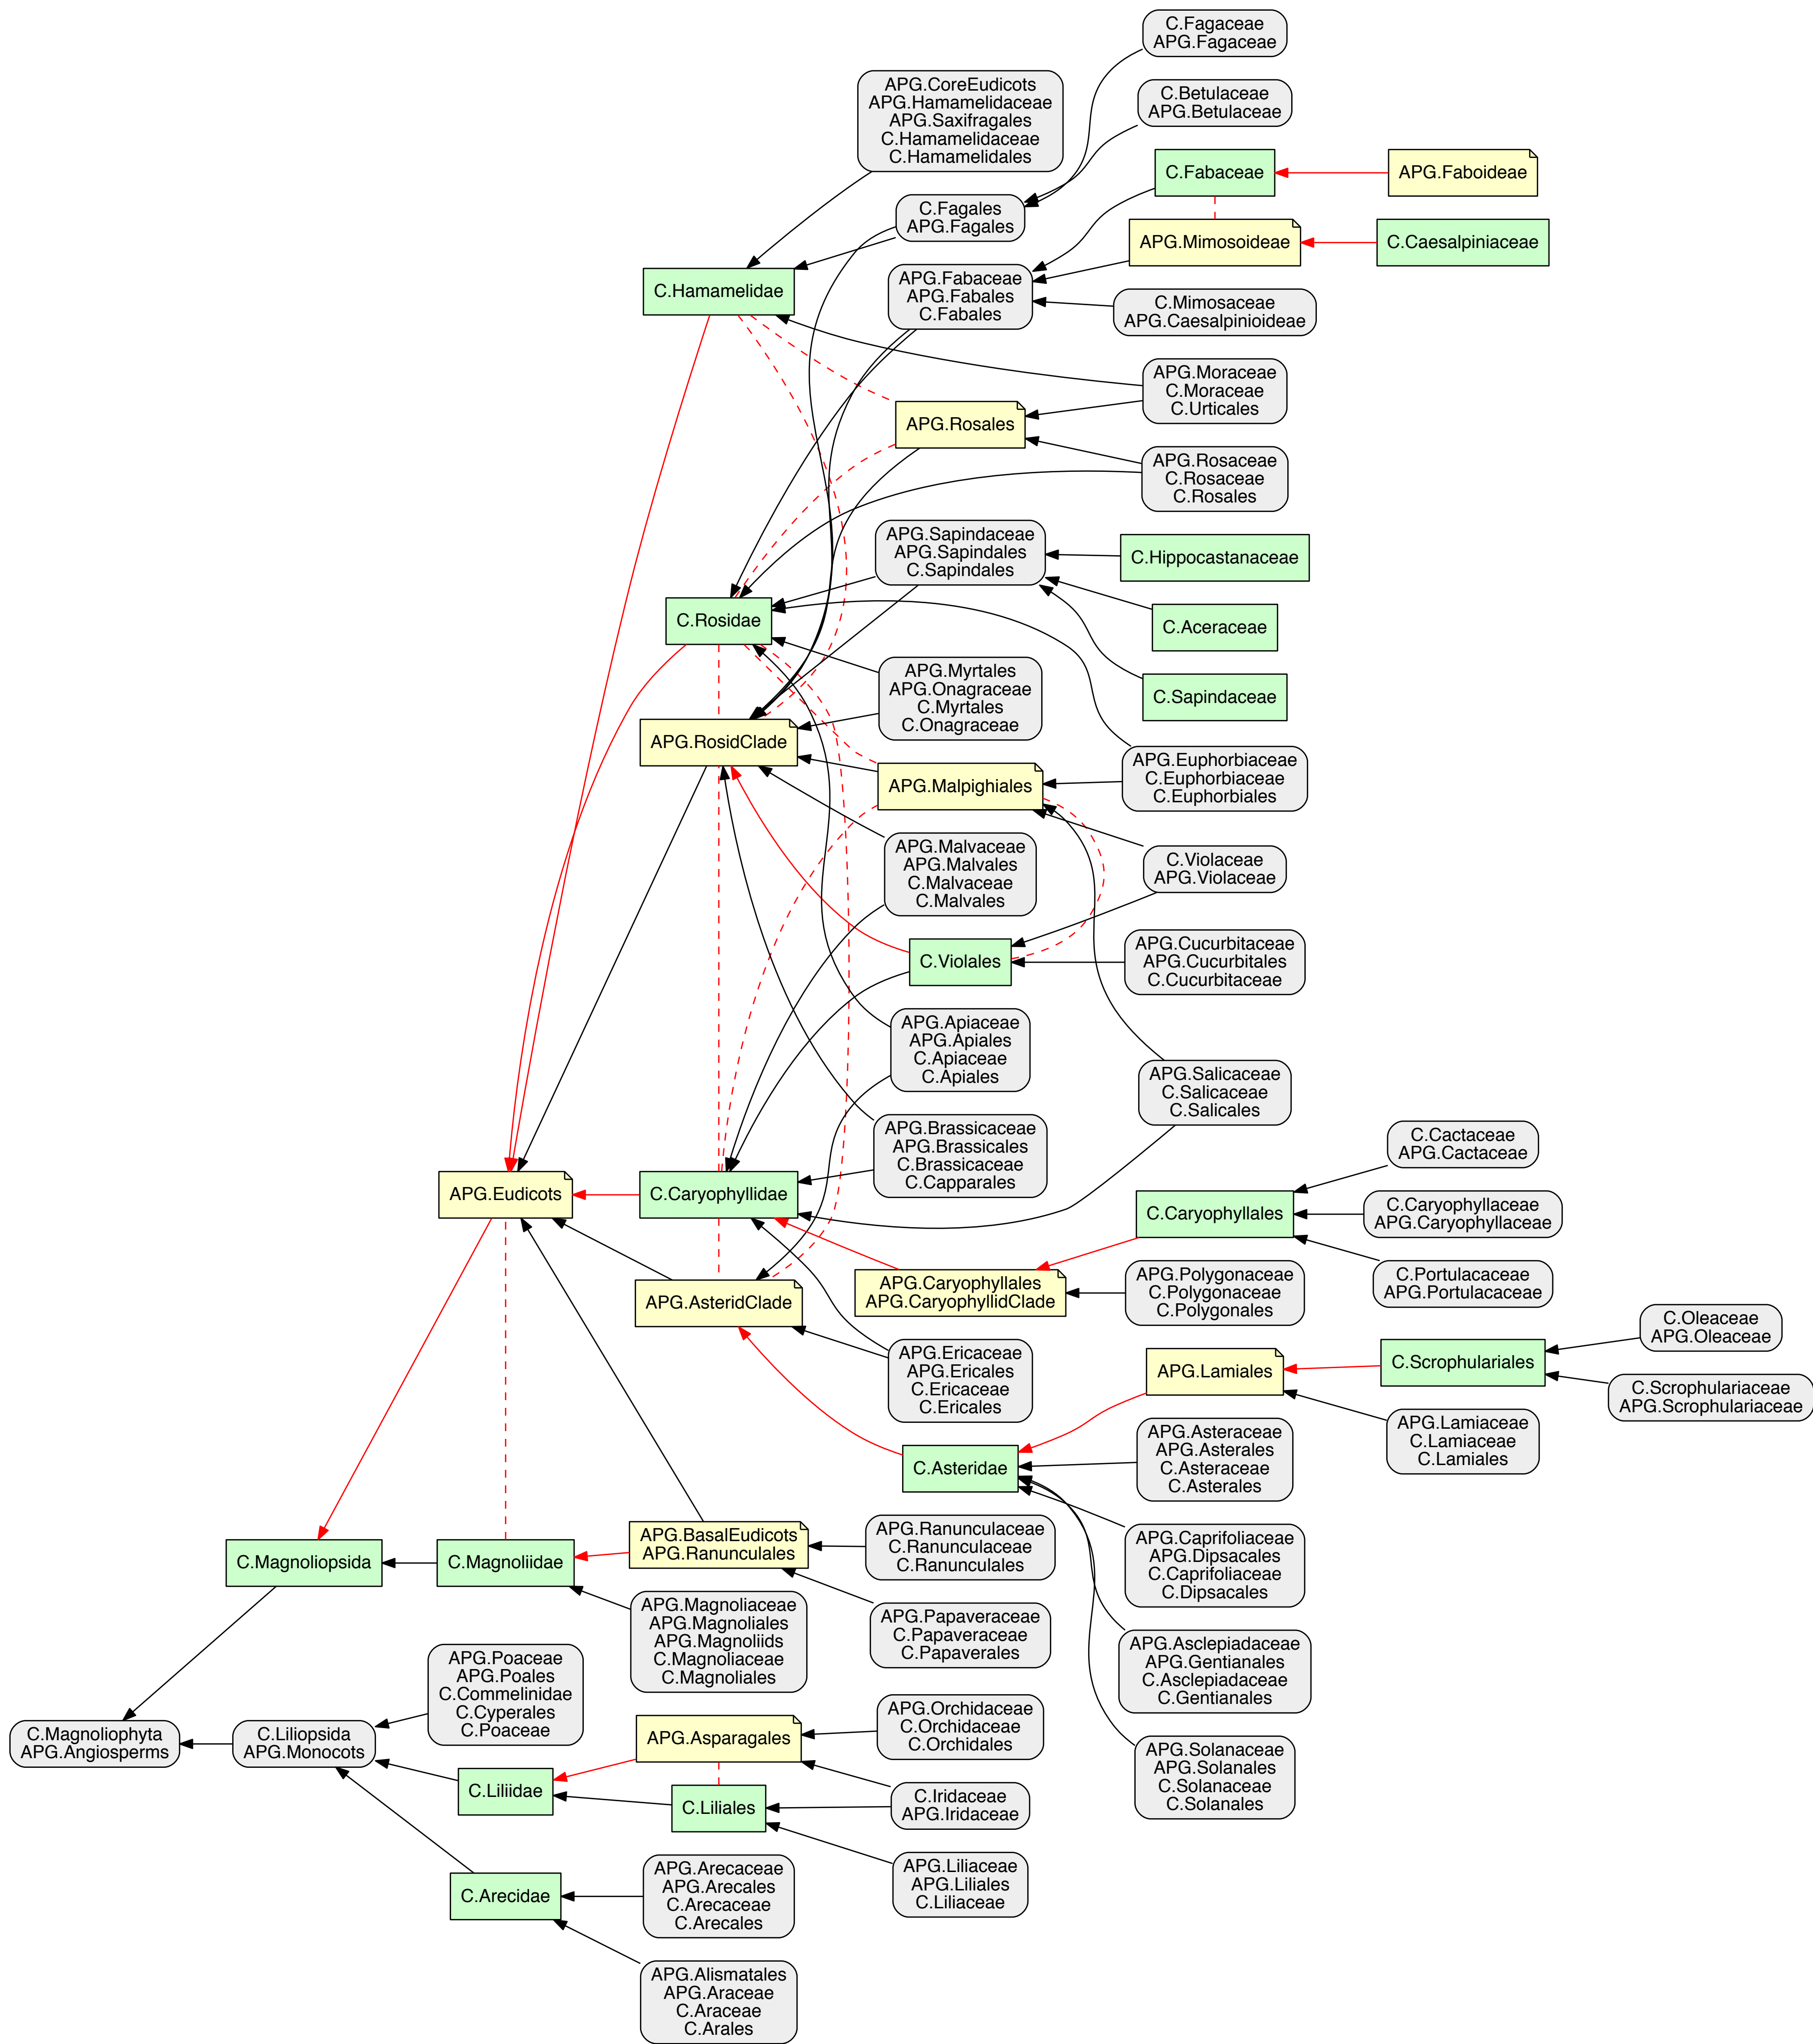 C.Fagaceae
APG.Fagaceae
APG.CoreEudicots
APG.Hamamelidaceae
APG.Saxifragales
C.Hamamelidaceae
C.Hamamelidales
C.Betulaceae
APG.Betulaceae
C.Fabaceae
APG.Faboideae
C.Fagales
APG.Fagales
APG.Mimosoideae
C.Caesalpiniaceae
C.Hamamelidae
APG.Fabaceae
APG.Fabales
C.Fabales
C.Mimosaceae
APG.Caesalpinioideae
APG.Moraceae
C.Moraceae
C.Urticales
APG.Rosales
APG.Rosaceae
C.Rosaceae
C.Rosales
APG.Sapindaceae
APG.Sapindales
C.Sapindales
C.Hippocastanaceae
C.Rosidae
C.Aceraceae
APG.Myrtales
APG.Onagraceae
C.Myrtales
C.Onagraceae
C.Sapindaceae
APG.RosidClade
APG.Malpighiales
APG.Euphorbiaceae
C.Euphorbiaceae
C.Euphorbiales
APG.Malvaceae
APG.Malvales
C.Malvaceae
C.Malvales
C.Violaceae
APG.Violaceae
C.Violales
APG.Cucurbitaceae
APG.Cucurbitales
C.Cucurbitaceae
APG.Apiaceae
APG.Apiales
C.Apiaceae
C.Apiales
APG.Salicaceae
C.Salicaceae
C.Salicales
APG.Brassicaceae
APG.Brassicales
C.Brassicaceae
C.Capparales
C.Cactaceae
APG.Cactaceae
APG.Eudicots
C.Caryophyllidae
C.Caryophyllales
C.Caryophyllaceae
APG.Caryophyllaceae
APG.AsteridClade
APG.Caryophyllales
APG.CaryophyllidClade
APG.Polygonaceae
C.Polygonaceae
C.Polygonales
C.Portulacaceae
APG.Portulacaceae
C.Oleaceae
APG.Oleaceae
APG.Ericaceae
APG.Ericales
C.Ericaceae
C.Ericales
APG.Lamiales
C.Scrophulariales
C.Scrophulariaceae
APG.Scrophulariaceae
APG.Lamiaceae
C.Lamiaceae
C.Lamiales
C.Asteridae
APG.Asteraceae
APG.Asterales
C.Asteraceae
C.Asterales
C.Magnoliopsida
C.Magnoliidae
APG.BasalEudicots
APG.Ranunculales
APG.Ranunculaceae
C.Ranunculaceae
C.Ranunculales
APG.Caprifoliaceae
APG.Dipsacales
C.Caprifoliaceae
C.Dipsacales
APG.Magnoliaceae
APG.Magnoliales
APG.Magnoliids
C.Magnoliaceae
C.Magnoliales
APG.Papaveraceae
C.Papaveraceae
C.Papaverales
APG.Asclepiadaceae
APG.Gentianales
C.Asclepiadaceae
C.Gentianales
APG.Poaceae
APG.Poales
C.Commelinidae
C.Cyperales
C.Poaceae
C.Magnoliophyta
APG.Angiosperms
C.Liliopsida
APG.Monocots
APG.Asparagales
APG.Orchidaceae
C.Orchidaceae
C.Orchidales
APG.Solanaceae
APG.Solanales
C.Solanaceae
C.Solanales
C.Liliidae
C.Liliales
C.Iridaceae
APG.Iridaceae
C.Arecidae
APG.Arecaceae
APG.Arecales
C.Arecaceae
C.Arecales
APG.Liliaceae
APG.Liliales
C.Liliaceae
APG.Alismatales
APG.Araceae
C.Araceae
C.Arales